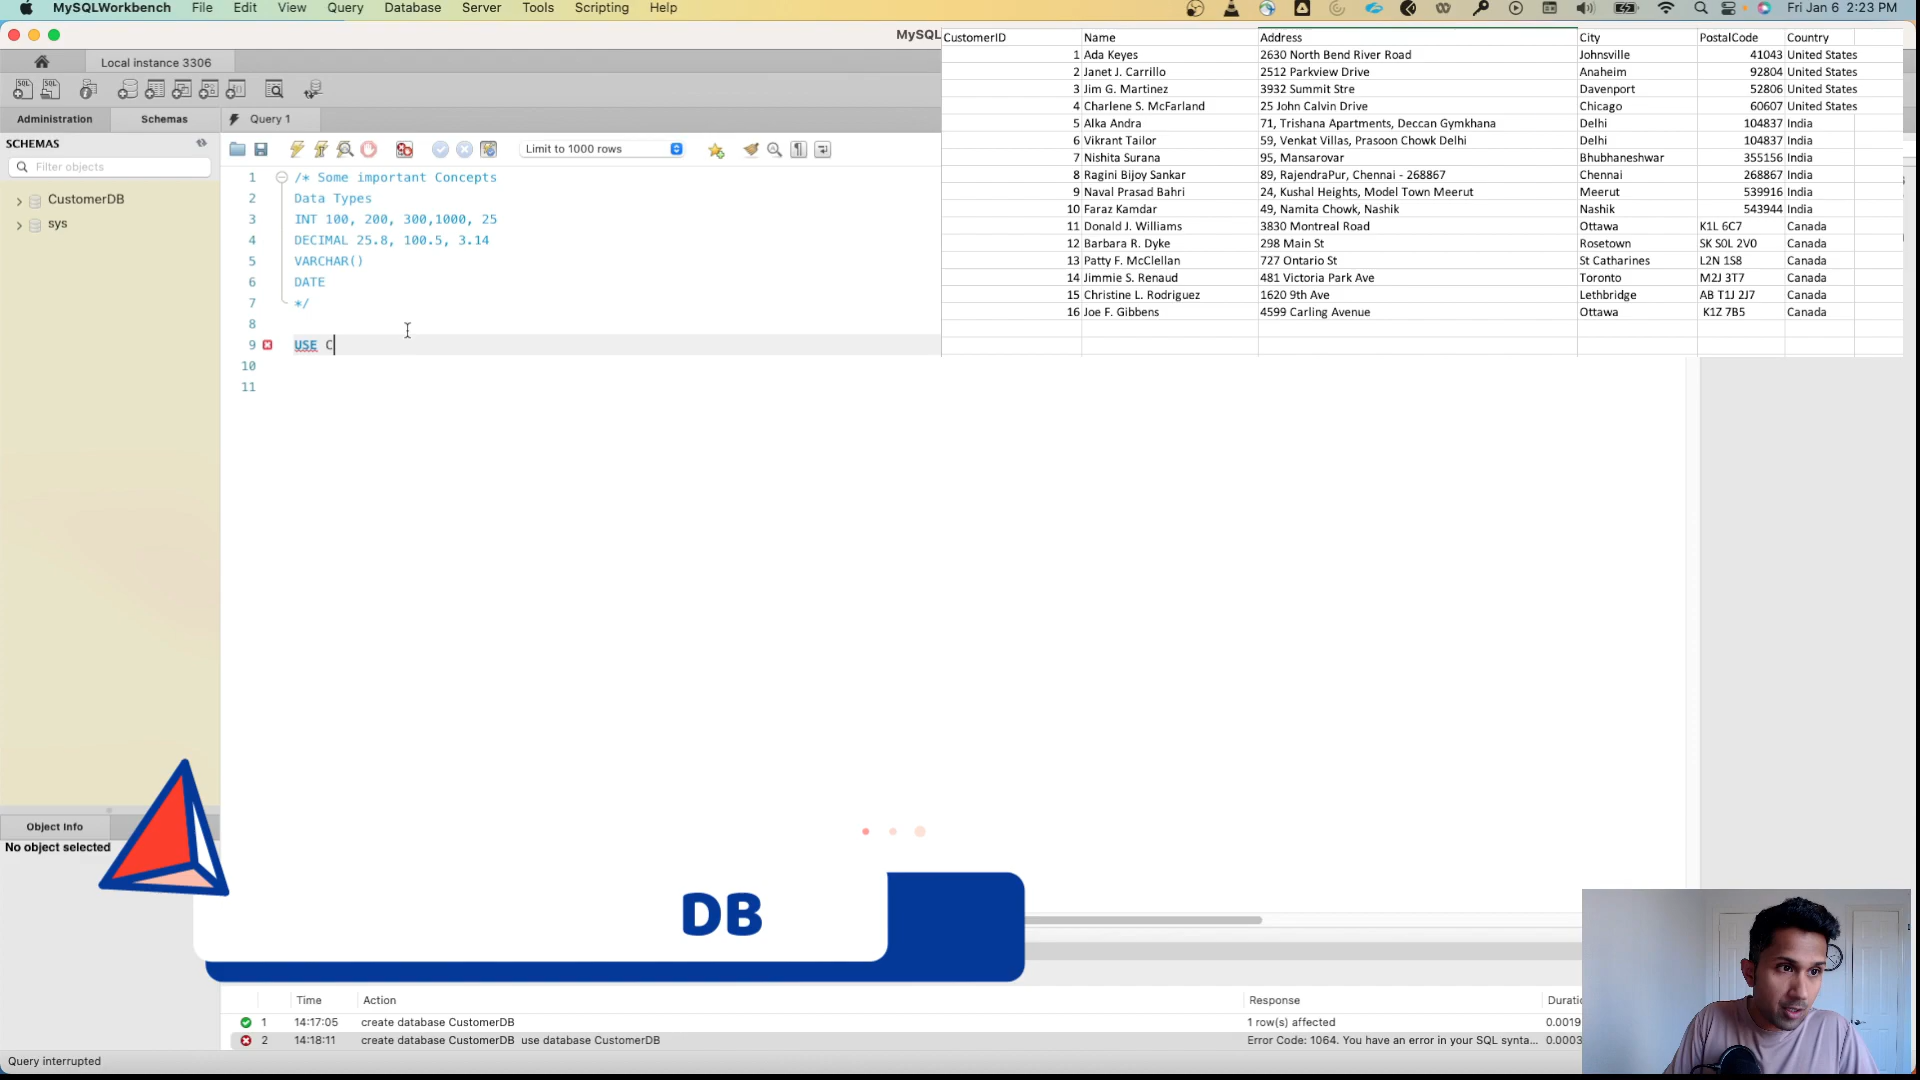 MySQLWorkbench File Edit View Query Database Server Tools Scripting Help Fri Jan 6 2:23 PM
MySQL
Local instance 3306
Administration Schemas Query 1
SCHEMAS
Filter objects
CustomerDB
sys
Limit to 1000 rows
1 /* Some important Concepts
2 Data Types
3 INT 100, 200, 300,1000, 25
4 DECIMAL 25.8, 100.5, 3.14
5 VARCHAR()
6 DATE
7 */
8
9 USE C
10
11
CustomerID Name Address City PostalCode Country
1 Ada Keyes 2630 North Bend River Road Johnsville 41043 United States
2 Janet J. Carrillo 2512 Parkview Drive Anaheim 92804 United States
3 Jim G. Martinez 3932 Summit Stre Davenport 52806 United States
4 Charlene S. McFarland 25 John Calvin Drive Chicago 60607 United States
5 Alka Andra 71, Trishana Apartments, Deccan Gymkhana Delhi 104837 India
6 Vikrant Tailor 59, Venkat Villas, Prasoon Chowk Delhi Delhi 104837 India
7 Nishita Surana 95, Mansarovar Bhubhaneshwar 355156 India
8 Ragini Bijoy Sankar 89, RajendraPur, Chennai - 268867 Chennai 268867 India
9 Naval Prasad Bahri 24, Kushal Heights, Model Town Meerut Meerut 539916 India
10 Faraz Kamdar 49, Namita Chowk, Nashik Nashik 543944 India
11 Donald J. Williams 3830 Montreal Road Ottawa K1L 6C7 Canada
12 Barbara R. Dyke 298 Main St Rosetown SK S0L 2V0 Canada
13 Patty F. McClellan 727 Ontario St St Catharines L2N 1S8 Canada
14 Jimmie S. Renaud 481 Victoria Park Ave Toronto M2J 3T7 Canada
15 Christine L. Rodriguez 1620 9th Ave Lethbridge AB T1J 2J7 Canada
16 Joe F. Gibbens 4599 Carling Avenue Ottawa K1Z 7B5 Canada
Object Info
No object selected
DB
Time Action Response Duratio
1 14:17:05 create database CustomerDB 1 row(s) affected 0.0019
2 14:18:11 create database CustomerDB use database CustomerDB Error Code: 1064. You have an error in your SQL synta... 0.0003
Query interrupted